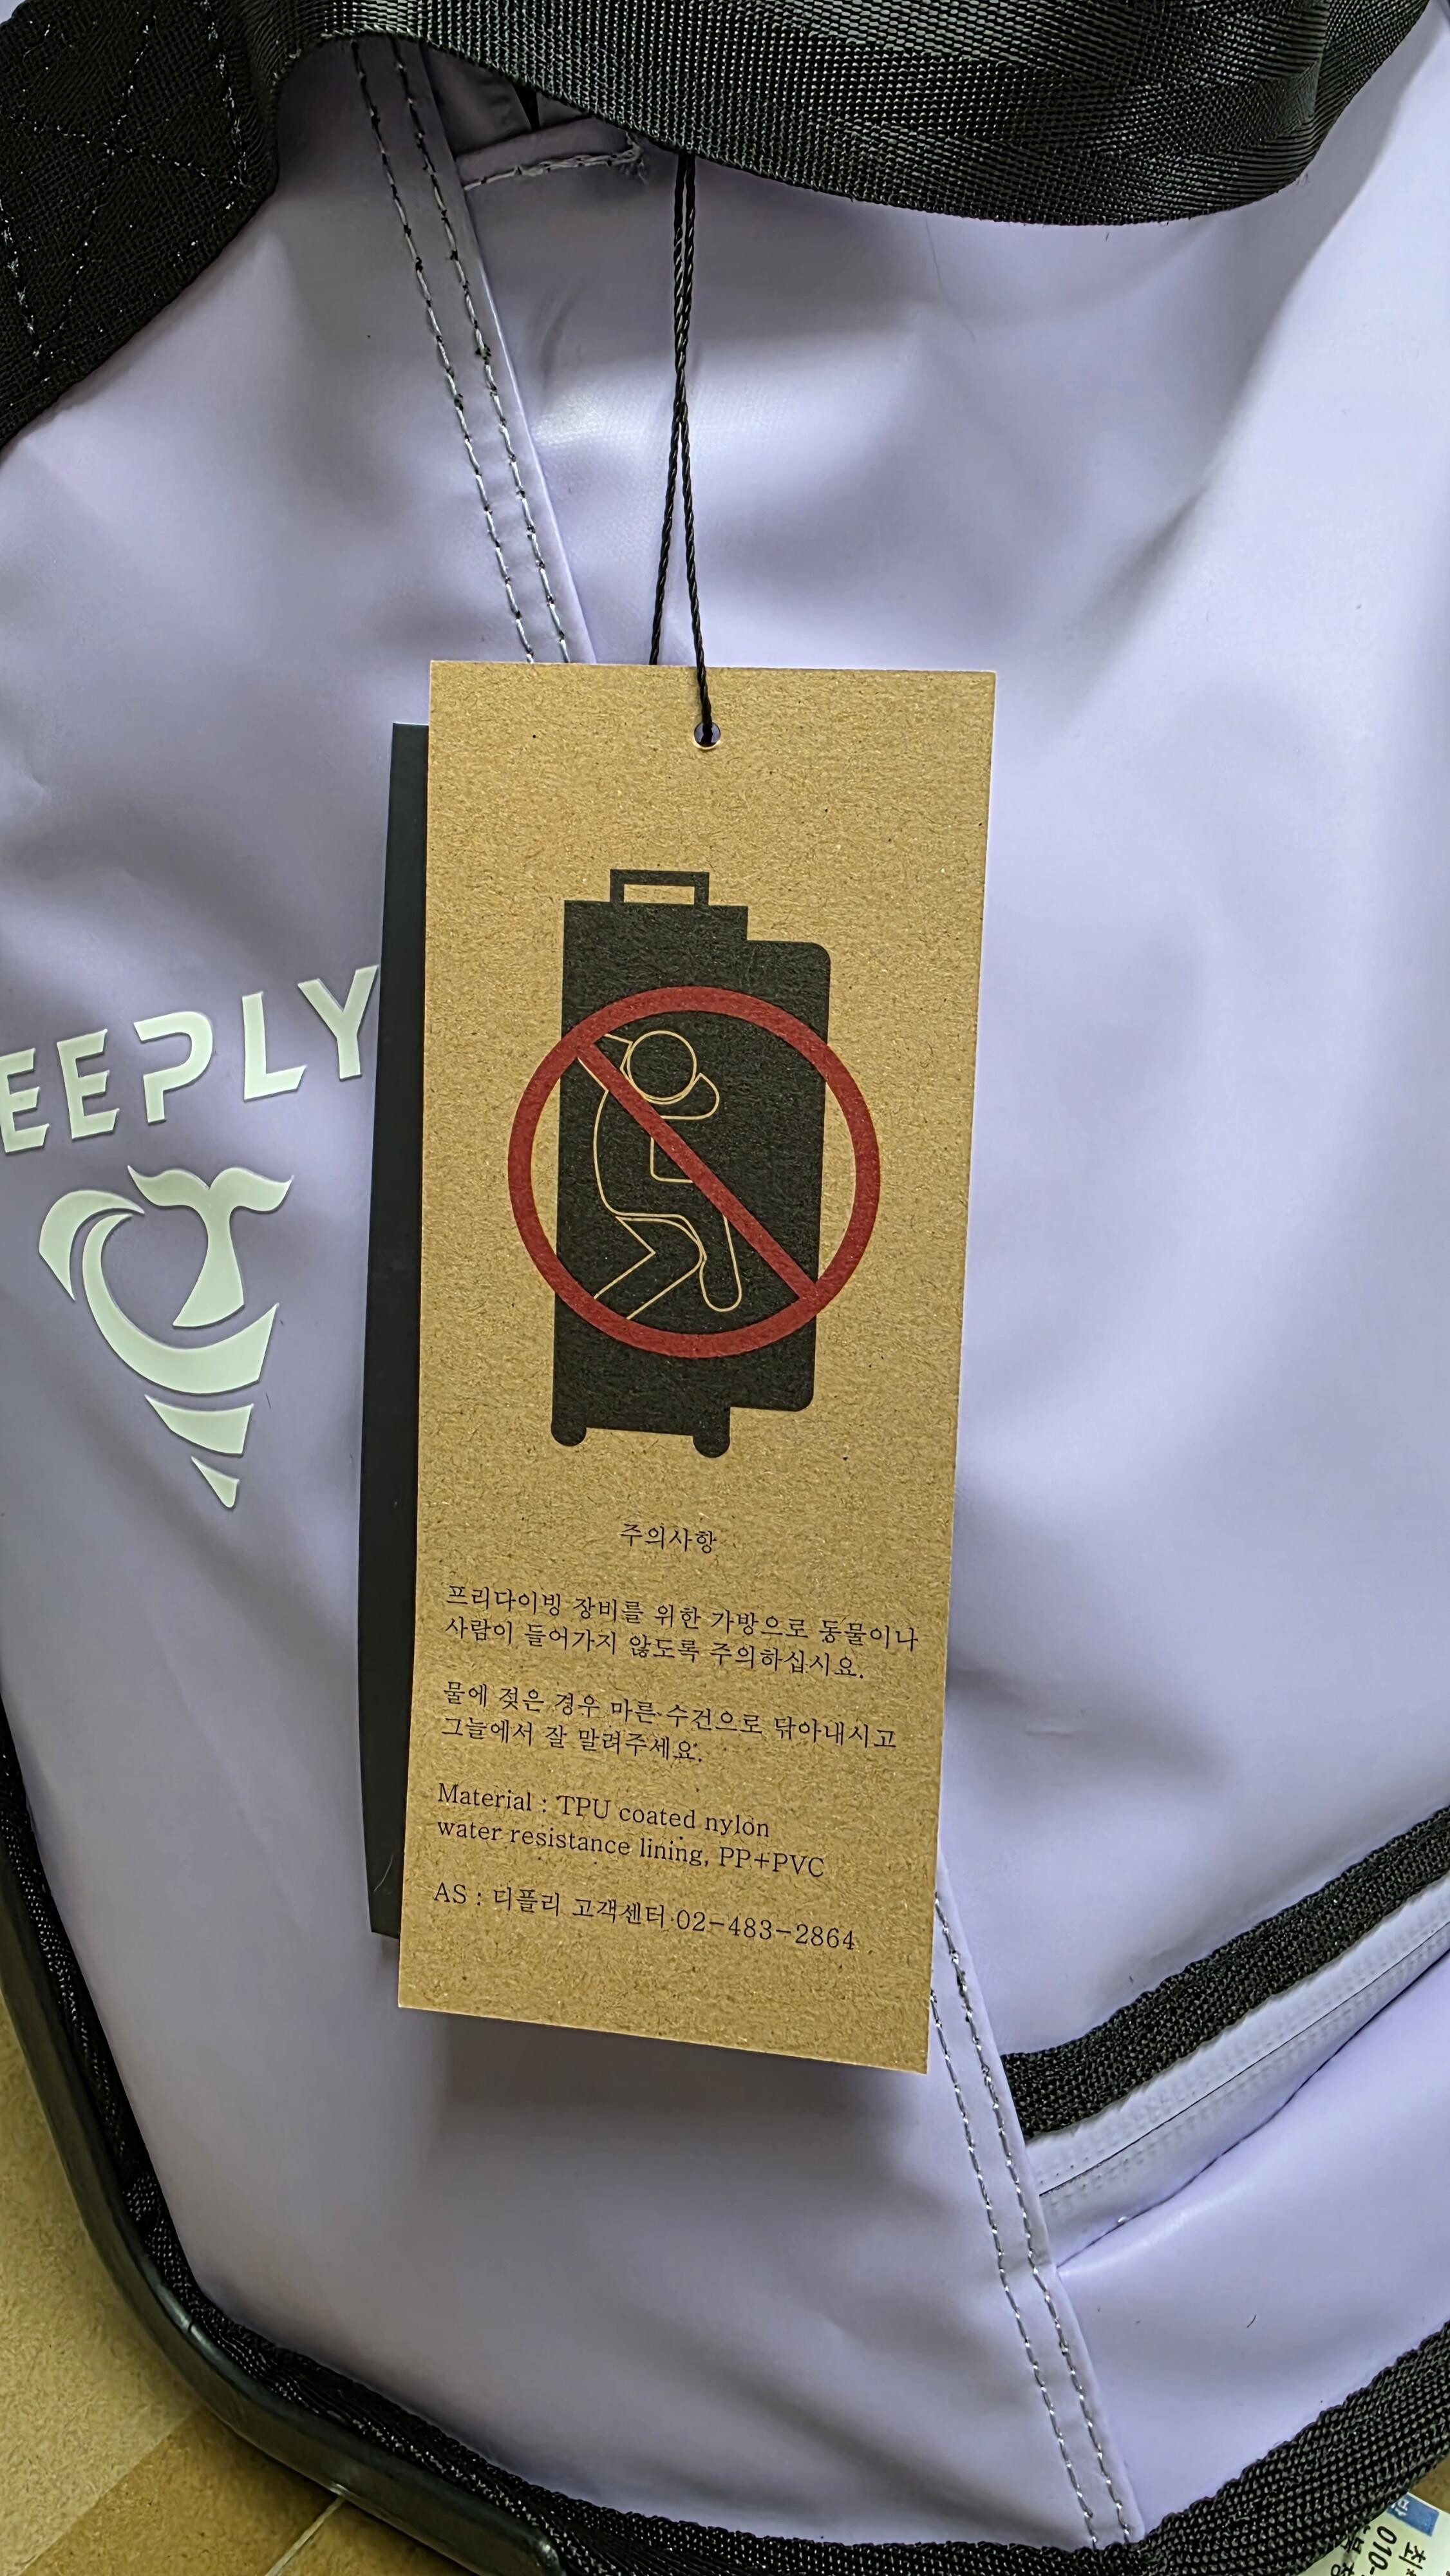 EEPLY
주의사항
프리다이빙 장비를 위한 가방으로 동물이나
사람이 들어가지 않도록 주의하십시요.
물에 젖은 경우 마른 수건으로 닦아내시고
그늘에서 잘 말려주세요.
Material : TPU coated nylon
water resistance lining, PP+PVC
AS : 디플리 고객센터 02-483-2864
010-